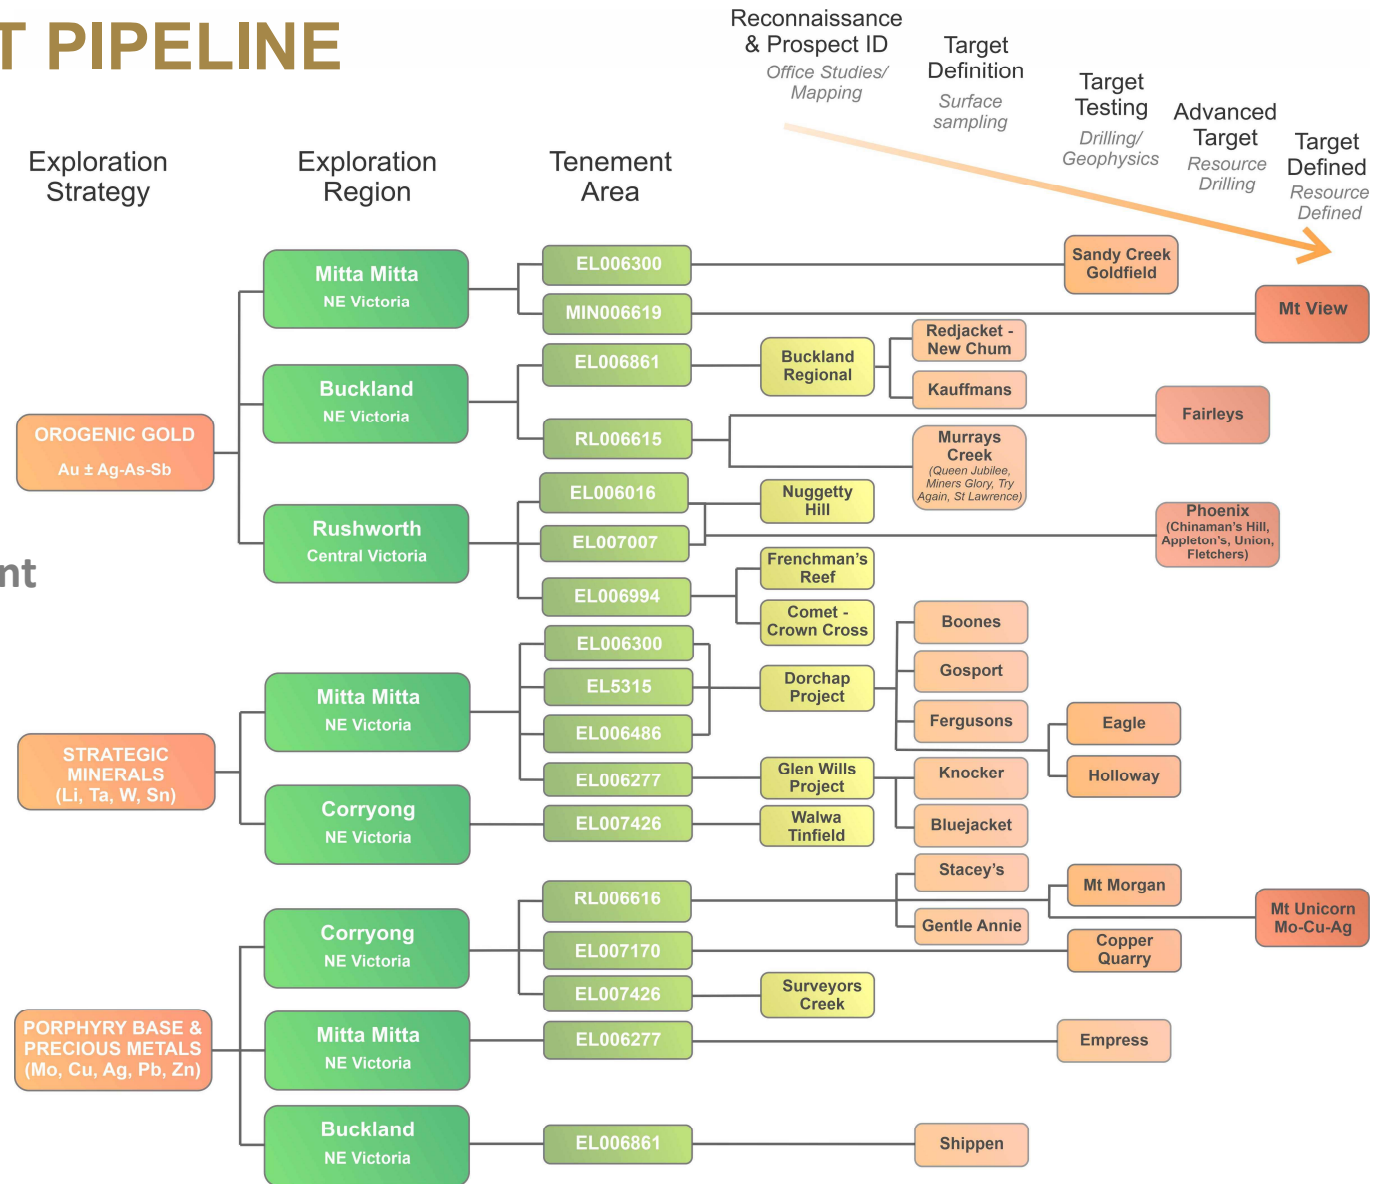 T PIPELINE
Reconnaissance
& Prospect ID
Office Studies/
Mapping
Target
Definition
Surface
sampling
Target
Testing
Drilling/
Geophysics
Advanced
Target
Resource
Drilling
Target
Defined
Resource
Defined
Exploration
Strategy
Exploration
Region
Tenement
Area
OROGENIC GOLD
Au ± Ag-As-Sb
Mitta Mitta
NE Victoria
EL006300
Sandy Creek
Goldfield
MIN006619
Mt View
Buckland
NE Victoria
EL006861
Buckland
Regional
Redjacket -
New Chum
Kauffmans
RL006615
Fairleys
Murrays
Creek
(Queen Jubilee,
Miners Glory, Try
Again, St Lawrence)
Rushworth
Central Victoria
EL006016
Nuggetty
Hill
EL007007
Phoenix
(Chinaman's Hill,
Appleton's, Union,
Fletchers)
EL006994
Frenchman's
Reef
Comet -
Crown Cross
nt
STRATEGIC
MINERALS
(Li, Ta, W, Sn)
Mitta Mitta
NE Victoria
EL006300
EL5315
EL006486
Dorchap
Project
Boones
Gosport
Fergusons
Eagle
Holloway
EL006277
Glen Wills
Project
Knocker
Bluejacket
Corryong
NE Victoria
EL007426
Walwa
Tinfield
PORPHYRY BASE &
PRECIOUS METALS
(Mo, Cu, Ag, Pb, Zn)
Corryong
NE Victoria
RL006616
Stacey's
Gentle Annie
Mt Morgan
Mt Unicorn
Mo-Cu-Ag
EL007170
Copper
Quarry
EL007426
Surveyors
Creek
Mitta Mitta
NE Victoria
EL006277
Empress
Buckland
NE Victoria
EL006861
Shippen